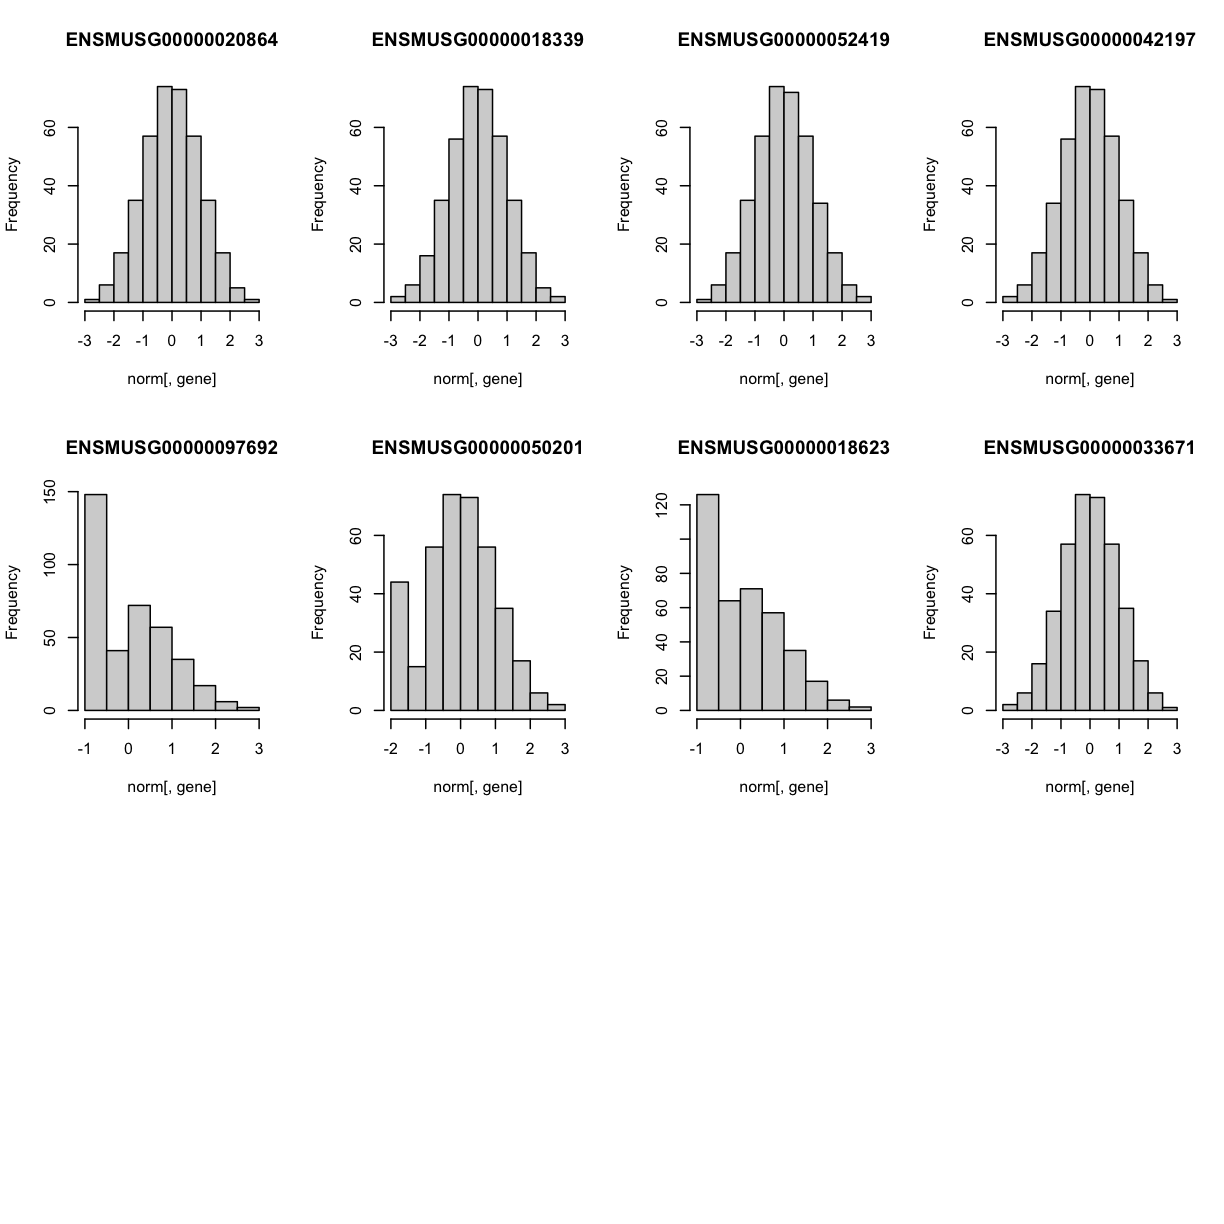 ENSMUSG00000020864
Frequency
0 20 40 60
-3 -2 -1 0 1 2 3
norm[, gene]
ENSMUSG00000018339
Frequency
0 20 40 60
-3 -2 -1 0 1 2 3
norm[, gene]
ENSMUSG00000052419
Frequency
0 20 40 60
-3 -2 -1 0 1 2 3
norm[, gene]
ENSMUSG00000042197
Frequency
0 20 40 60
-3 -2 -1 0 1 2 3
norm[, gene]
ENSMUSG00000097692
Frequency
0 50 100 150
-1 0 1 2 3
norm[, gene]
ENSMUSG00000050201
Frequency
0 20 40 60
-2 -1 0 1 2 3
norm[, gene]
ENSMUSG00000018623
Frequency
0 20 40 60 80 120
-1 0 1 2 3
norm[, gene]
ENSMUSG00000033671
Frequency
0 20 40 60
-3 -2 -1 0 1 2 3
norm[, gene]